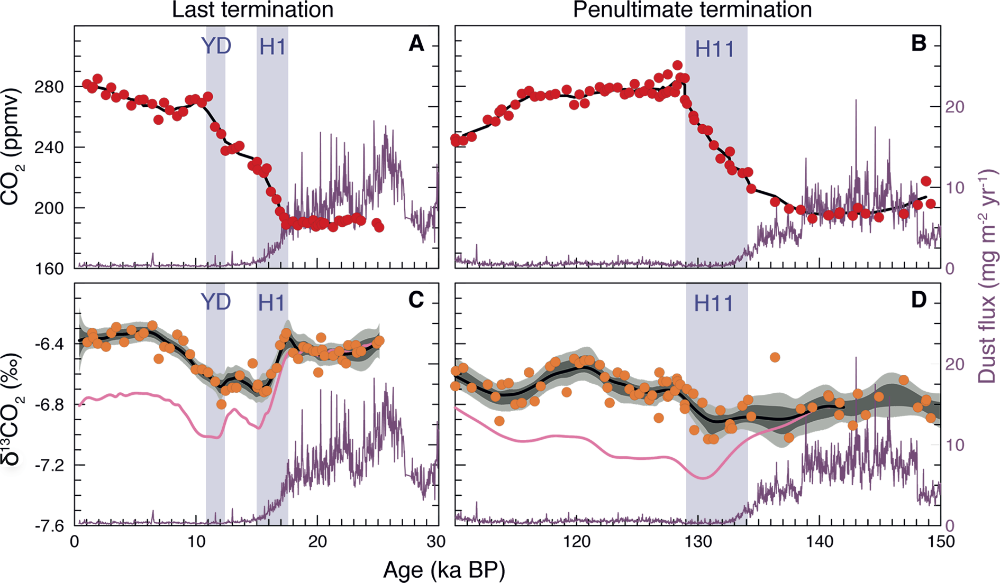 Last termination
Penultimate termination
YD
H1
A
H11
B
280
240
200
160
CO2 (ppmv)
20
10
0
YD
H1
C
H11
D
-6.4
-6.8
-7.2
-7.6
δ13CO2 (‰)
20
10
0
Dust flux (mg m-2 yr-1)
0
10
20
30
120
130
140
150
Age (ka BP)